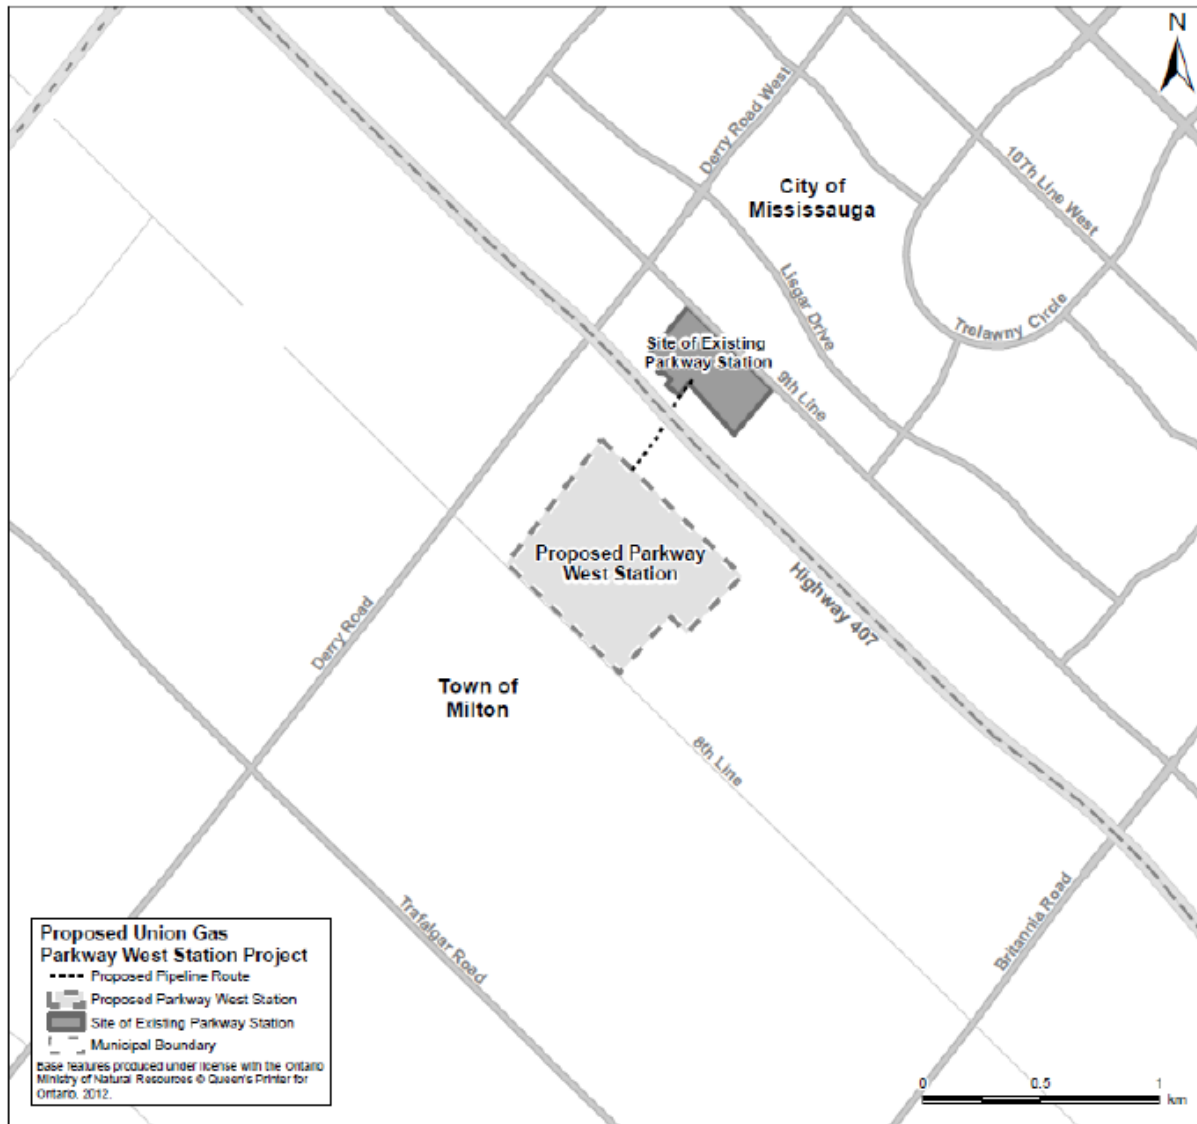 N
Derry Road West
City of
Mississauga
10Th Line West
Lisgar Drive
Trelawny Circle
Site of Existing
Parkway Station
9th Line
Proposed Parkway
West Station
Highway 407
Derry Road
Town of
Milton
8th Line
Trafalgar Road
Britannia Road
Proposed Union Gas
Parkway West Station Project
Proposed Pipeline Route
Proposed Parkway West Station
Site of Existing Parkway Station
Municipal Boundary
Base features produced under license with the Ontario
Ministry of Natural Resources © Queen's Printer for
Ontario, 2012.
0 0.5 1
km